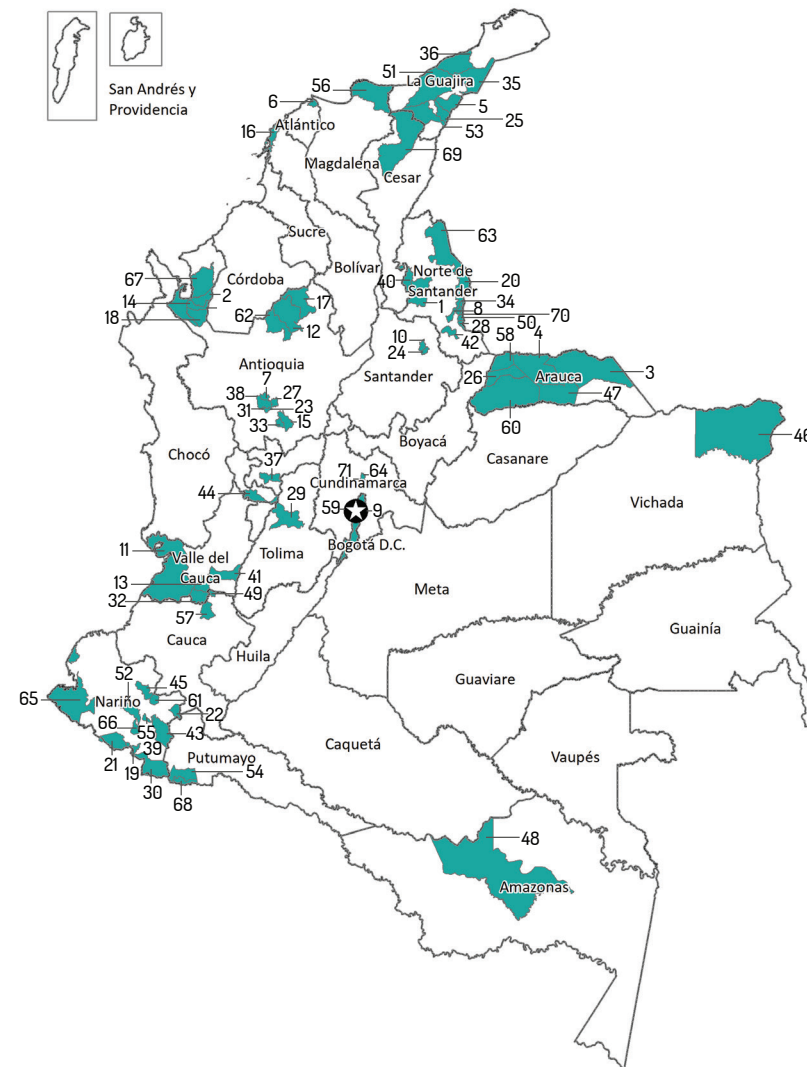 36
51
La Guajira
35
San Andrés y
Providencia
56
6
5
Atlántico
16
25
53
Magdalena
69
Cesar
63
Sucre
67
Córdoba
Bolívar
Norte de
Santander
20
40
1
34
14
2
17
8
70
18
62
12
50
28
10
42
58
4
24
Antioquia
7
Santander
26
Arauca
3
38
27
31
23
47
33
15
60
46
Boyacá
Chocó
37
71
64
Casanare
Cundinamarca
44
29
59
9
Vichada
11
Bogotá D.C.
Valle del
Cauca
Tolima
13
41
Meta
32
49
57
Cauca
Guainía
Huila
52
45
Guaviare
65
Nariño
61
22
66
55
43
Caquetá
39
Putumayo
54
Vaupés
21
19
30
68
48
Amazonas